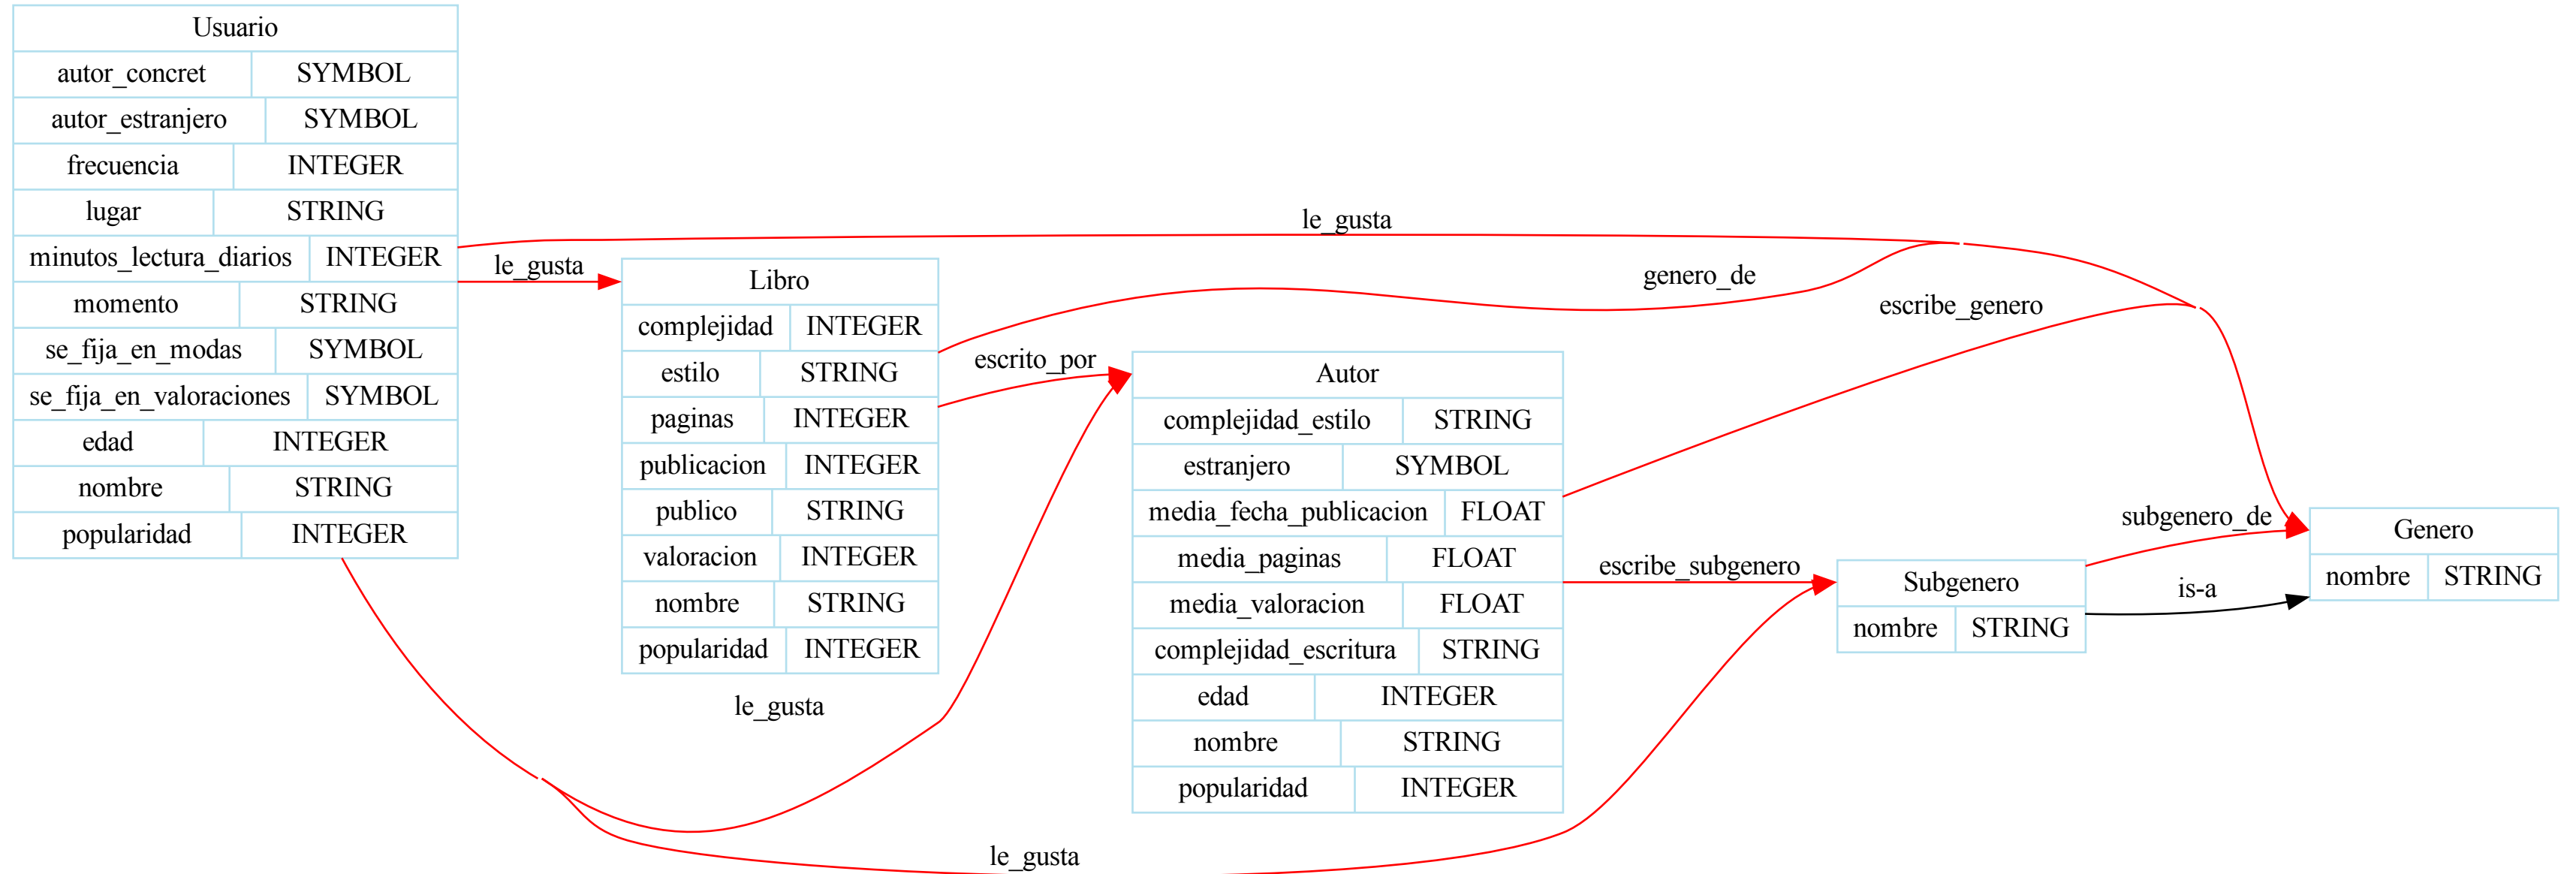 Usuario
autor_concret SYMBOL
autor_estranjero SYMBOL
frecuencia INTEGER
lugar STRING
minutos_lectura_diarios INTEGER
momento STRING
se_fija_en_modas SYMBOL
se_fija_en_valoraciones SYMBOL
edad INTEGER
nombre STRING
popularidad INTEGER
le_gusta
le_gusta
Libro
complejidad INTEGER
estilo STRING
paginas INTEGER
publicacion INTEGER
publico STRING
valoracion INTEGER
nombre STRING
popularidad INTEGER
genero_de
escrito_por
le_gusta
le_gusta
Autor
complejidad_estilo STRING
estranjero SYMBOL
media_fecha_publicacion FLOAT
media_paginas FLOAT
media_valoracion FLOAT
complejidad_escritura STRING
edad INTEGER
nombre STRING
popularidad INTEGER
escribe_genero
escribe_subgenero
Subgenero
nombre STRING
subgenero_de
is-a
Genero
nombre STRING